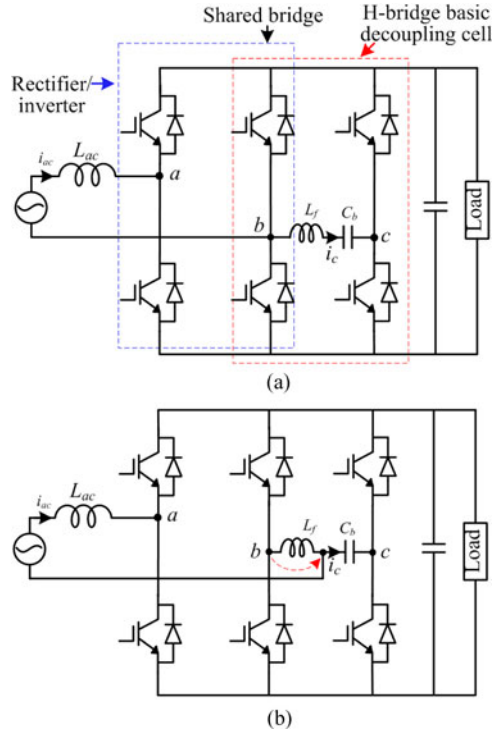 Shared bridge
H-bridge basic
decoupling cell
Rectifier/
inverter
i_ac
L_ac
a
b
L_f
C_b
i_c
c
Load
(a)
i_ac
L_ac
a
b
L_f
C_b
i_c
c
Load
(b)